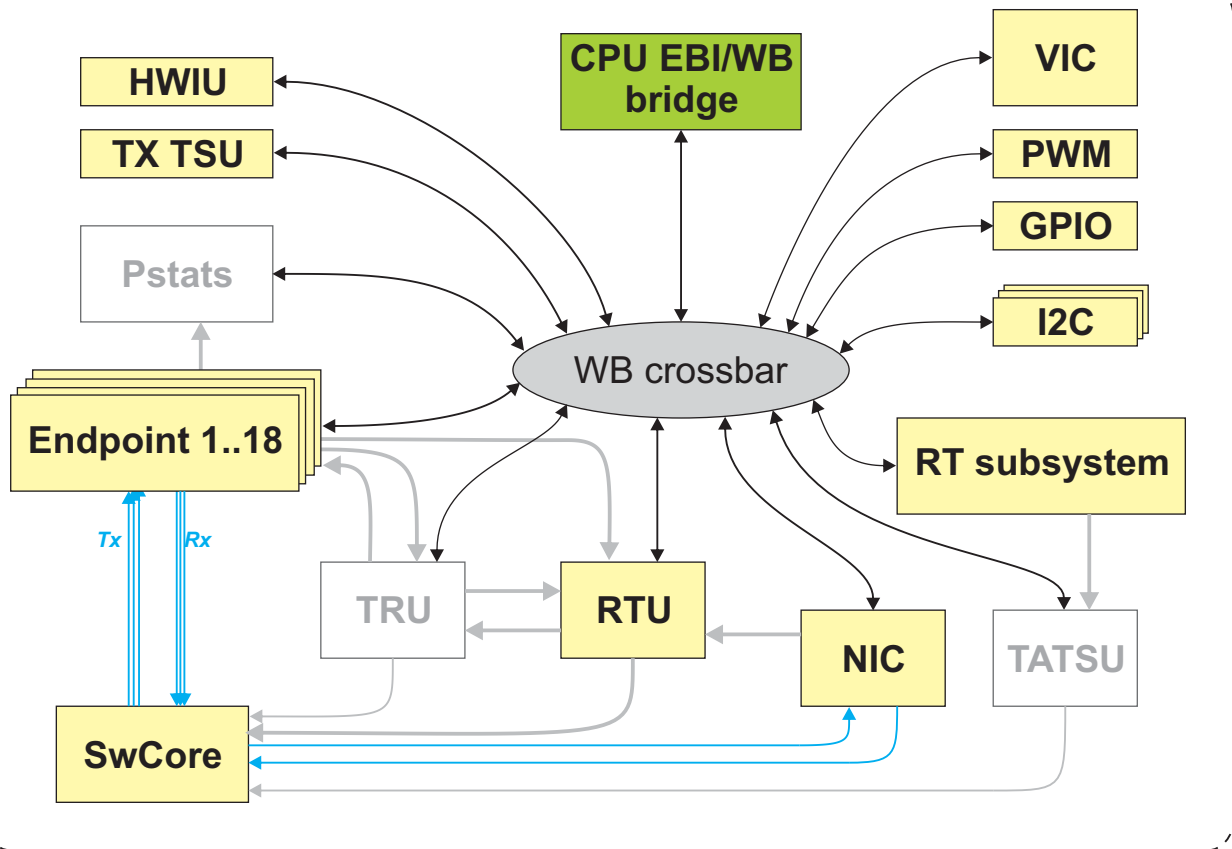 CPU EBI/WB
bridge
HWIU
TX TSU
Pstats
VIC
PWM
GPIO
I2C
WB crossbar
Endpoint 1..18
RT subsystem
Tx
Rx
TRU
RTU
NIC
TATSU
SwCore